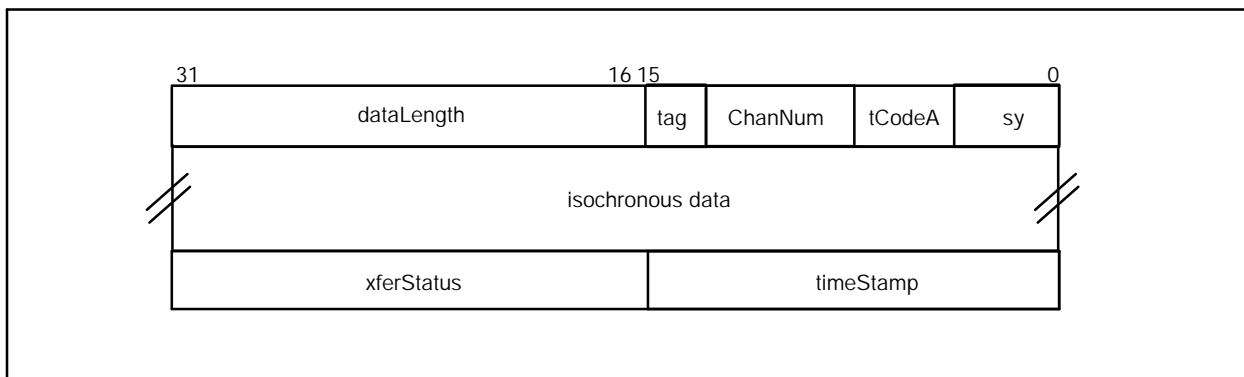 31 16 15 0
dataLength tag ChanNum tCodeA sy
isochronous data
xferStatus timeStamp